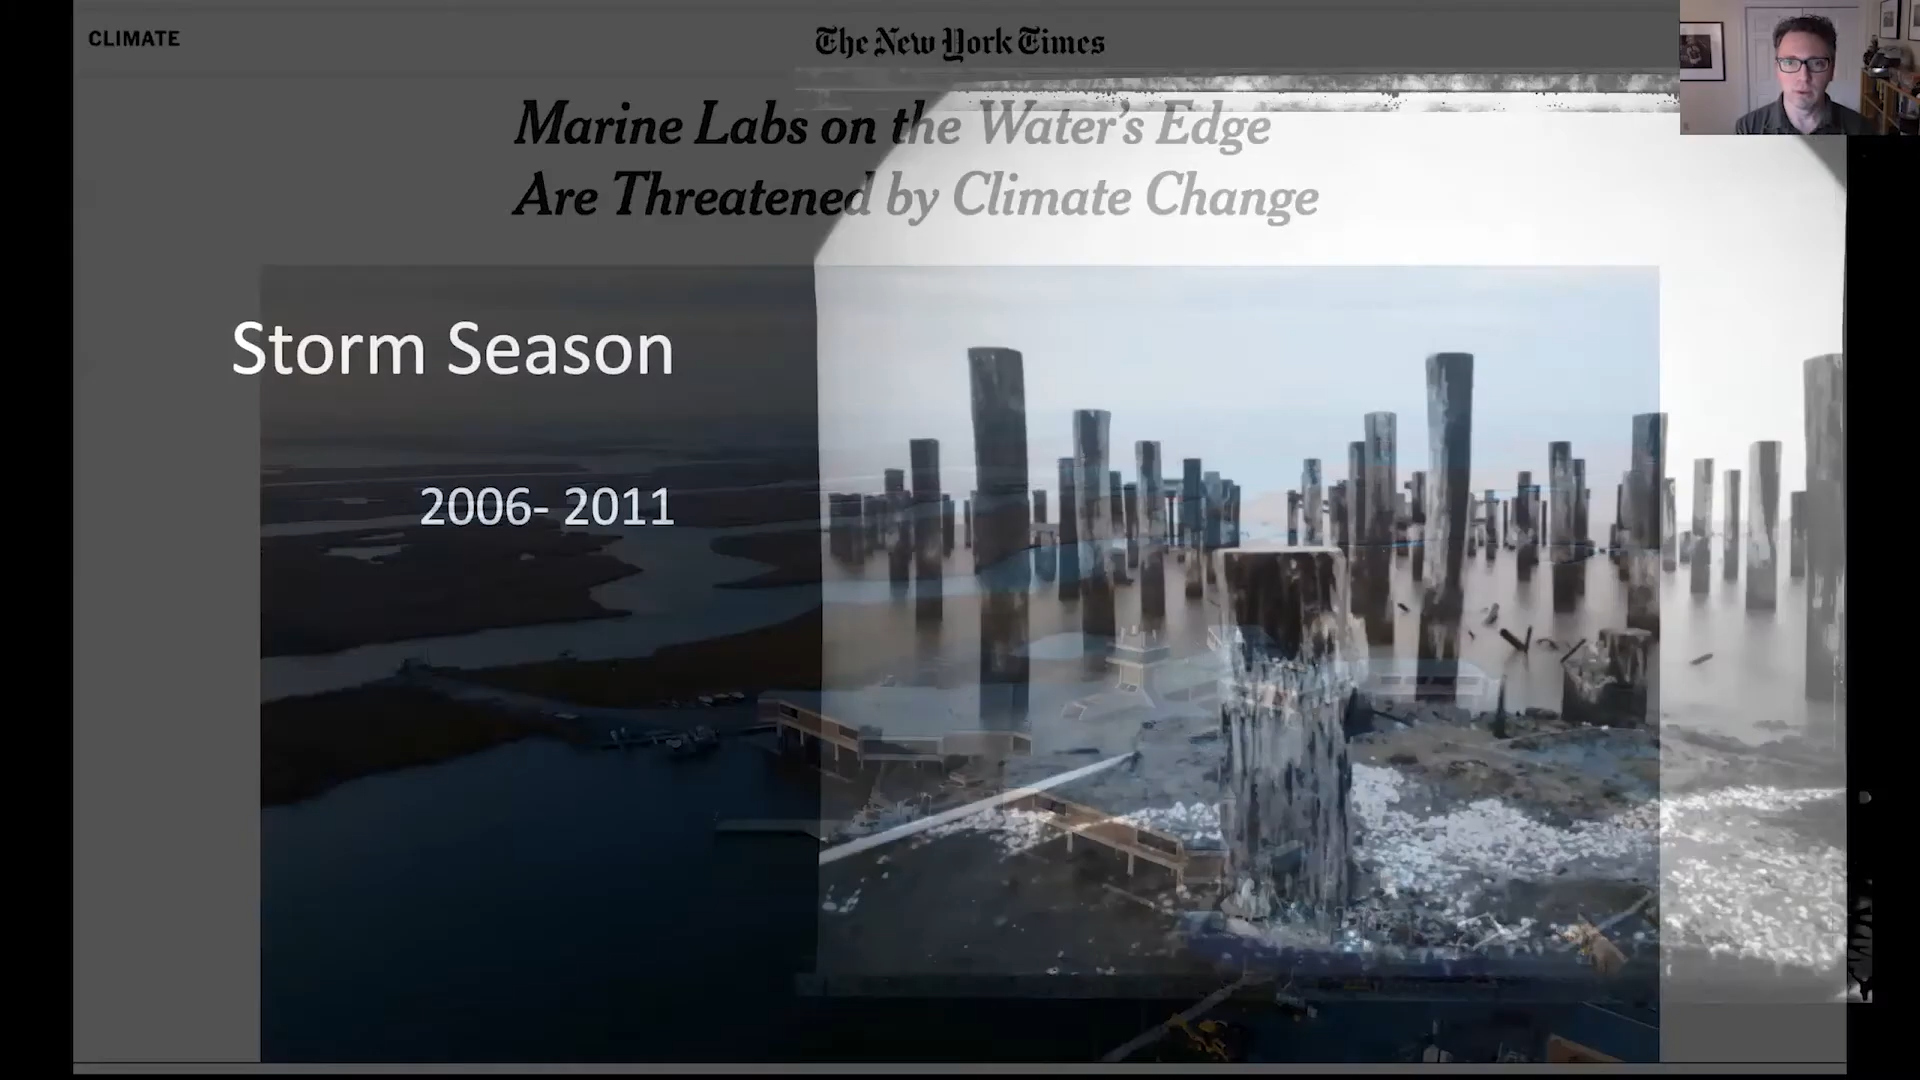 CLIMATE
The New York Times
Marine Labs on the Water's Edge
Are Threatened by Climate Change
Storm Season
2006- 2011